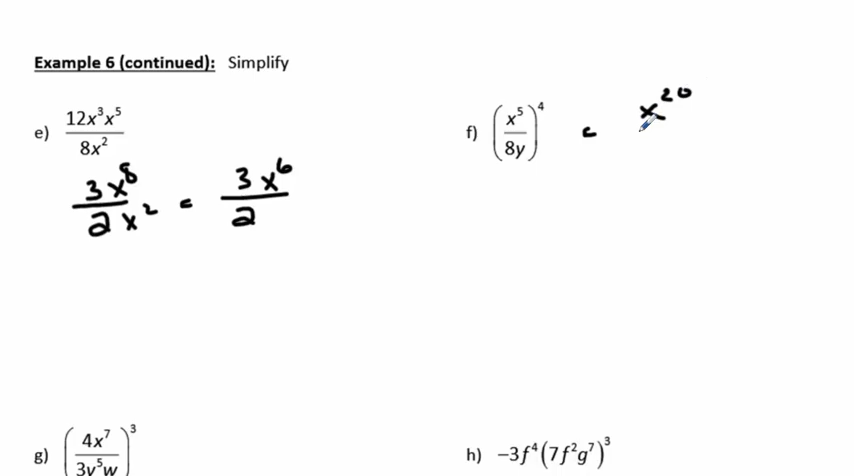 Example 6 (continued): Simplify
e) 12x³x⁵ / 8x²
3x⁸ / 2x² = 3x⁶ / 2
f) (x⁵ / 8y)⁴ = x²⁰
g) (4x⁷ / 3y⁵w)³
h) −3f⁴(7f²g⁷)³